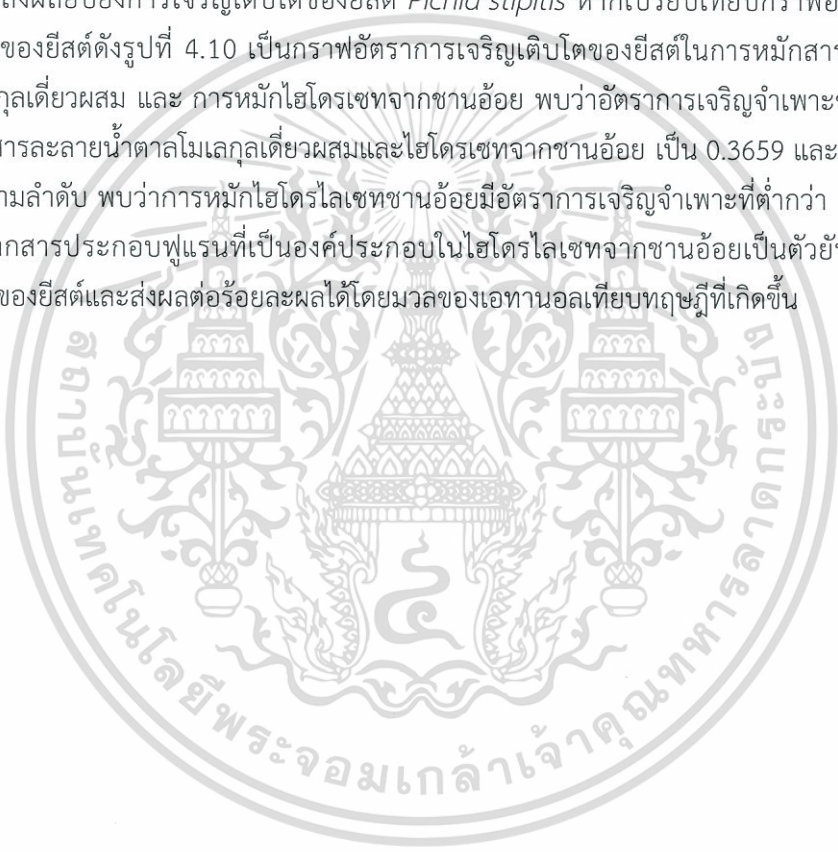 ส่งผลยับยั้งการเจริญเติบโตของยีสต์ Pichia stipitis หากเปรียบเทียบกราฟอ
ของยีสต์ดังรูปที่ 4.10 เป็นกราฟอัตราการเจริญเติบโตของยีสต์ในการหมักสาร
กุลเดี่ยวผสม และ การหมักไฮโดรเซทจากชานอ้อย พบว่าอัตราการเจริญจำเพาะข
สารละลายน้ำตาลโมเลกุลเดี่ยวผสมและไฮโดรเซทจากชานอ้อย เป็น 0.3659 และ
ามลำดับ พบว่าการหมักไฮโดรไลเซทชานอ้อยมีอัตราการเจริญจำเพาะที่ต่ำกว่า
ากสารประกอบฟูแรนที่เป็นองค์ประกอบในไฮโดรไลเซทจากชานอ้อยเป็นตัวยั
ของยีสต์และส่งผลต่อร้อยละผลได้โดยมวลของเอทานอลเทียบทฤษฎีที่เกิดขึ้น
สถาบันเทคโนโลยีพระจอมเกล้าเจ้าคุณทหารลาดกระบัง